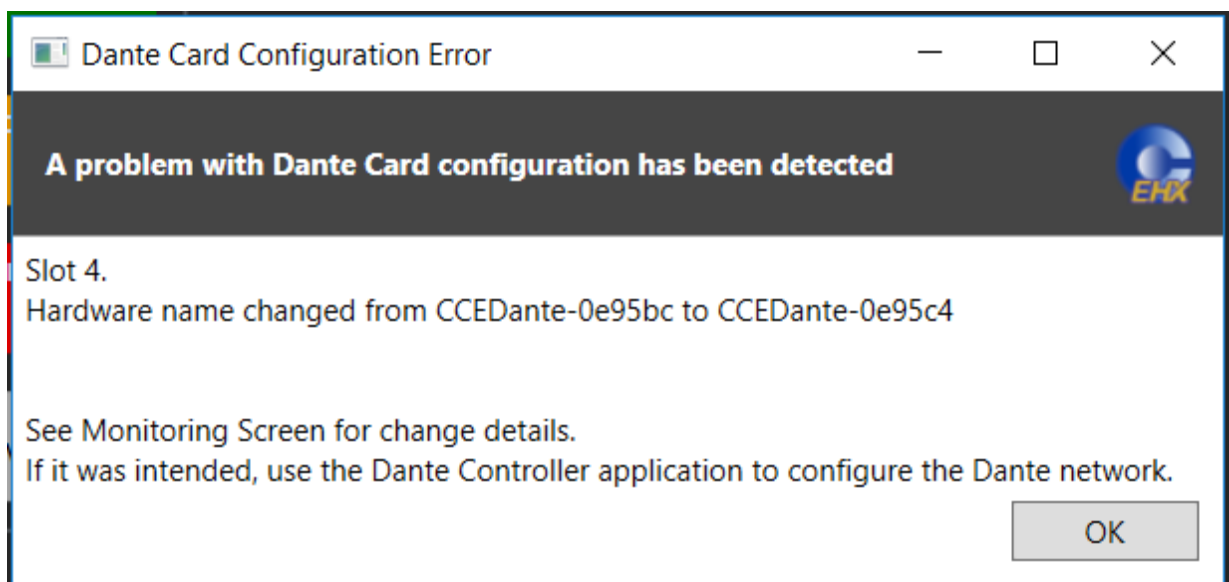 Dante Card Configuration Error
A problem with Dante Card configuration has been detected
EHX
Slot 4.
Hardware name changed from CCEDante-0e95bc to CCEDante-0e95c4
See Monitoring Screen for change details.
If it was intended, use the Dante Controller application to configure the Dante network.
OK